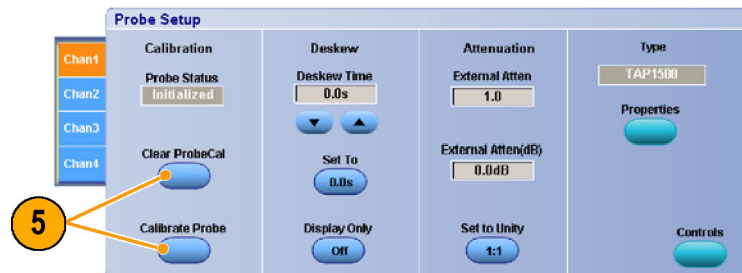 Probe Setup
Chan1
Chan2
Chan3
Chan4
Calibration
Probe Status
Initialized
Clear ProbeCal
Calibrate Probe
Deskew
Deskew Time
0.0s
Set To
0.0s
Display Only
Off
Attenuation
External Atten
1.0
External Atten(dB)
0.0dB
Set to Unity
1:1
Type
TAP1500
Properties
Controls
5